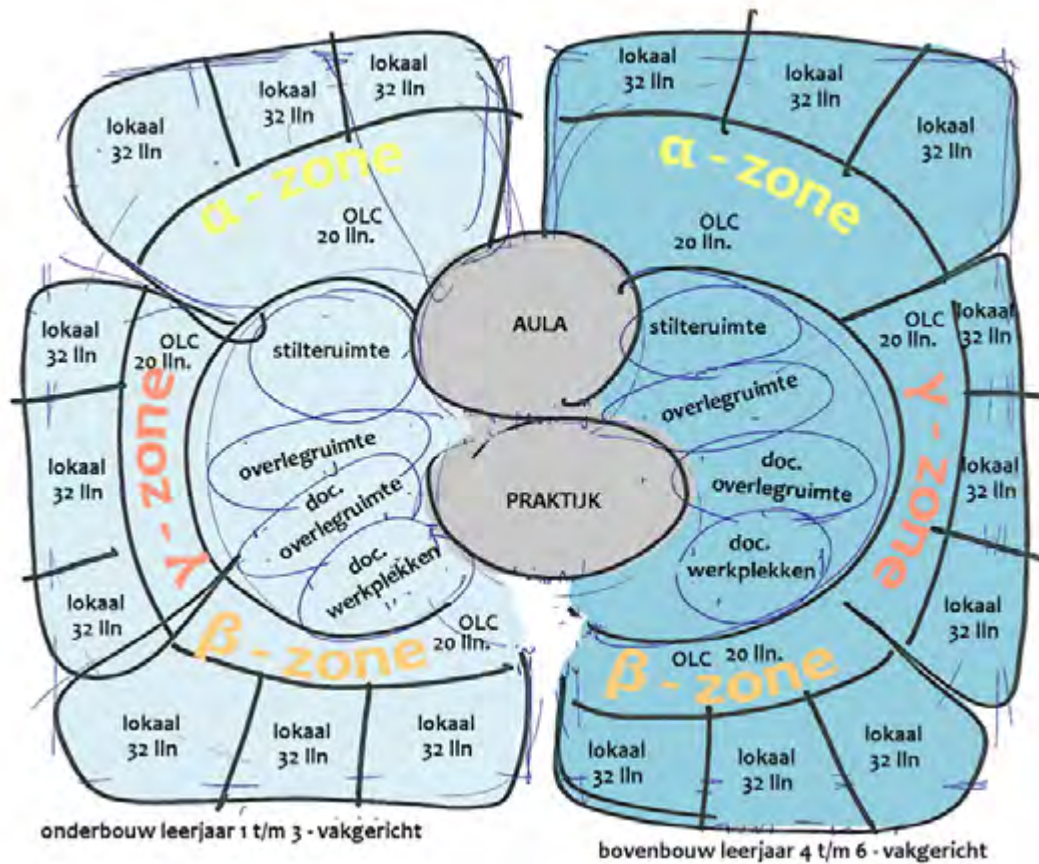 lokaal
32 lln
lokaal
32 lln
lokaal
32 lln
α - zone
OLC
20 lln.
lokaal
32 lln
lokaal
32 lln
lokaal
32 lln
α - zone
OLC
20 lln.
AULA
PRAKTIJK
lokaal
32 lln
lokaal
32 lln
lokaal
32 lln
OLC
20 lln.
γ - zone
stilteruimte
overlegruimte
doc.
overlegruimte
doc.
werkplekken
stilteruimte
overlegruimte
doc.
overlegruimte
doc.
werkplekken
OLC
20 lln.
γ - zone
lokaal
32 lln
lokaal
32 lln
lokaal
32 lln
β - zone
OLC
20 lln.
lokaal
32 lln
lokaal
32 lln
lokaal
32 lln
OLC 20 lln.
β - zone
lokaal
32 lln
lokaal
32 lln
lokaal
32 lln
onderbouw leerjaar 1 t/m 3 - vakgericht
bovenbouw leerjaar 4 t/m 6 - vakgericht